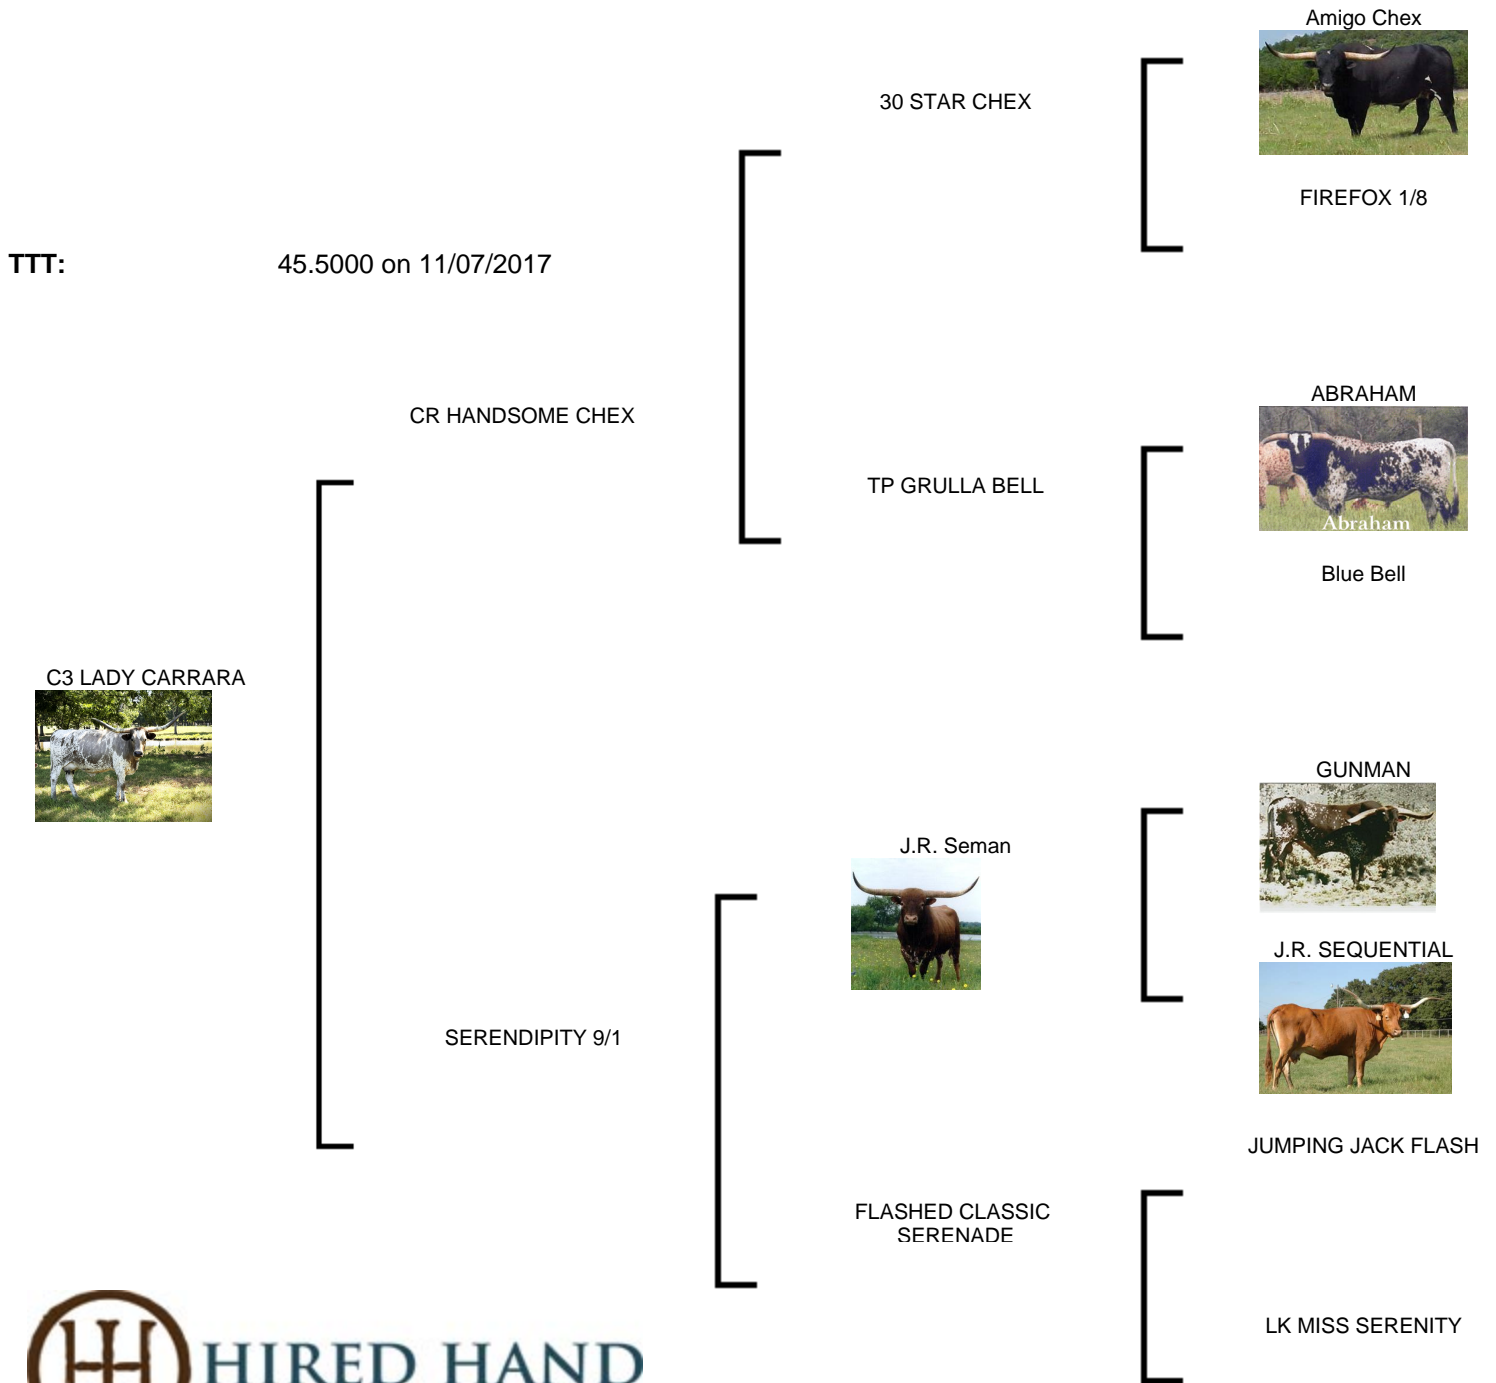 Amigo Chex
30 STAR CHEX
FIREFOX 1/8
TTT: 45.5000 on 11/07/2017
ABRAHAM
CR HANDSOME CHEX
TP GRULLA BELL
Abraham
Blue Bell
C3 LADY CARRARA
GUNMAN
J.R. Seman
J.R. SEQUENTIAL
SERENDIPITY 9/1
JUMPING JACK FLASH
FLASHED CLASSIC
SERENADE
LK MISS SERENITY
HIRED HAND